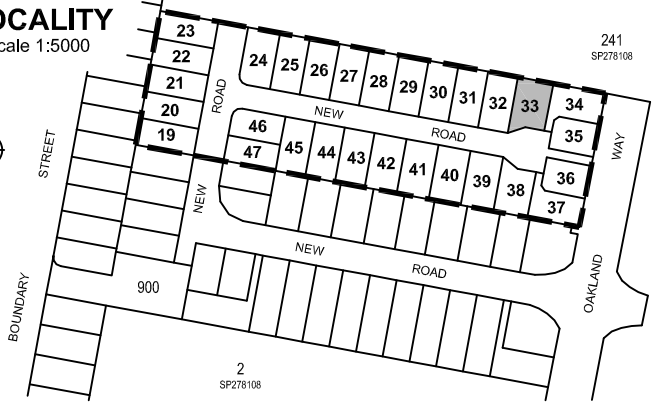 OCALITY
cale 1:5000
241
SP278108
23
22
21
20
19
24
25
26
27
28
29
30
31
32
33
34
35
36
37
NEW
ROAD
ROAD
NEW
46
47
45
44
43
42
41
40
39
38
WAY
OAKLAND
STREET
BOUNDARY
NEW
ROAD
900
2
SP278108